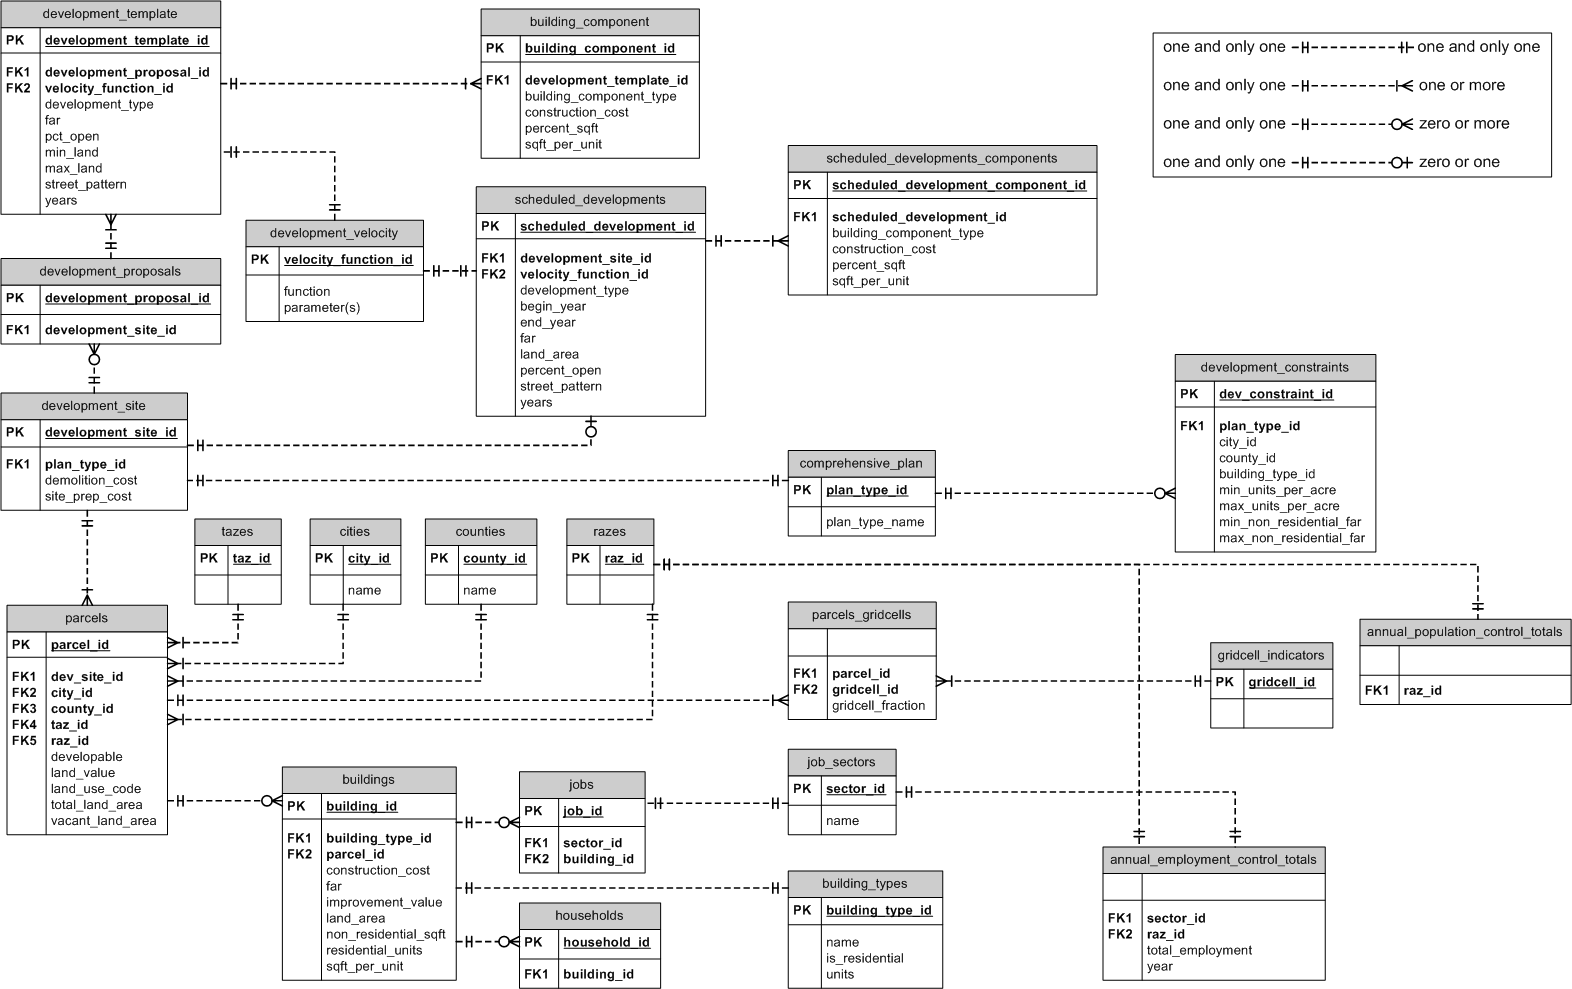 development_template
PK development_template_id
FK1 development_proposal_id
FK2 velocity_function_id
development_type
far
pct_open
min_land
max_land
street_pattern
years
building_component
PK building_component_id
FK1 development_template_id
building_component_type
construction_cost
percent_sqft
sqft_per_unit
one and only one one and only one
one and only one one or more
one and only one zero or more
one and only one zero or one
scheduled_developments_components
PK scheduled_development_component_id
FK1 scheduled_development_id
building_component_type
construction_cost
percent_sqft
sqft_per_unit
scheduled_developments
PK scheduled_development_id
FK1 development_site_id
FK2 velocity_function_id
development_type
begin_year
end_year
far
land_area
percent_open
street_pattern
years
development_velocity
PK velocity_function_id
function
parameter(s)
development_proposals
PK development_proposal_id
FK1 development_site_id
development_site
PK development_site_id
FK1 plan_type_id
demolition_cost
site_prep_cost
comprehensive_plan
PK plan_type_id
plan_type_name
development_constraints
PK dev_constraint_id
FK1 plan_type_id
city_id
county_id
building_type_id
min_units_per_acre
max_units_per_acre
min_non_residential_far
max_non_residential_far
tazes
PK taz_id
cities
PK city_id
name
counties
PK county_id
name
razes
PK raz_id
parcels
PK parcel_id
FK1 dev_site_id
FK2 city_id
FK3 county_id
FK4 taz_id
FK5 raz_id
developable
land_value
land_use_code
total_land_area
vacant_land_area
parcels_gridcells
FK1 parcel_id
FK2 gridcell_id
gridcell_fraction
gridcell_indicators
PK gridcell_id
annual_population_control_totals
FK1 raz_id
buildings
PK building_id
FK1 building_type_id
FK2 parcel_id
construction_cost
far
improvement_value
land_area
non_residential_sqft
residential_units
sqft_per_unit
jobs
PK job_id
FK1 sector_id
FK2 building_id
job_sectors
PK sector_id
name
households
PK household_id
FK1 building_id
building_types
PK building_type_id
name
is_residential
units
annual_employment_control_totals
FK1 sector_id
FK2 raz_id
total_employment
year